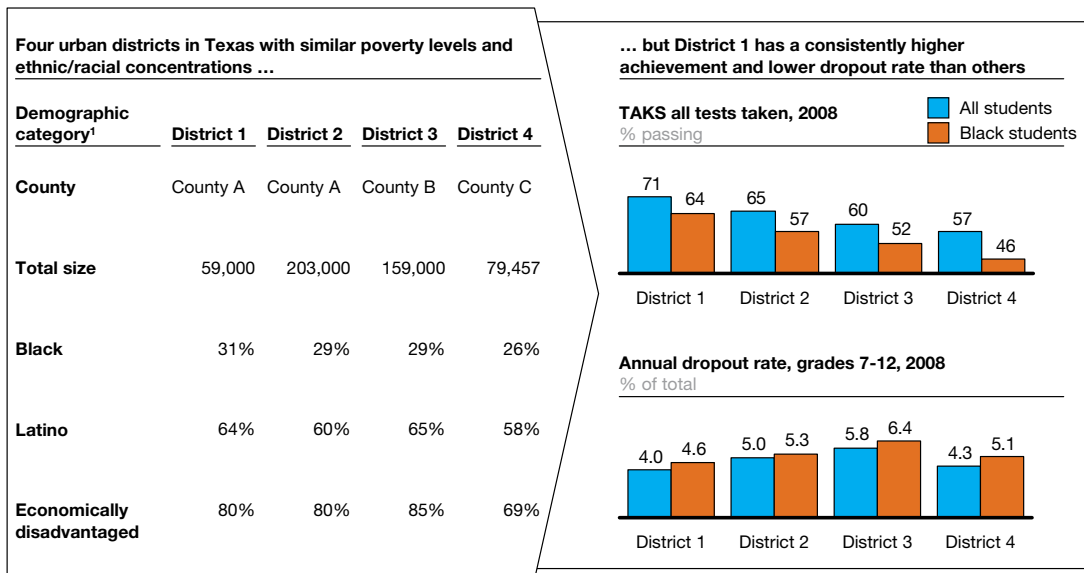 Four urban districts in Texas with similar poverty levels and
ethnic/racial concentrations …
Demographic
category¹ District 1 District 2 District 3 District 4
County County A County A County B County C
Total size 59,000 203,000 159,000 79,457
Black 31% 29% 29% 26%
Latino 64% 60% 65% 58%
Economically
disadvantaged 80% 80% 85% 69%
… but District 1 has a consistently higher
achievement and lower dropout rate than others
TAKS all tests taken, 2008
% passing
All students
Black students
71 64 65 57 60 52 57 46
District 1 District 2 District 3 District 4
Annual dropout rate, grades 7-12, 2008
% of total
4.0 4.6 5.0 5.3 5.8 6.4 4.3 5.1
District 1 District 2 District 3 District 4